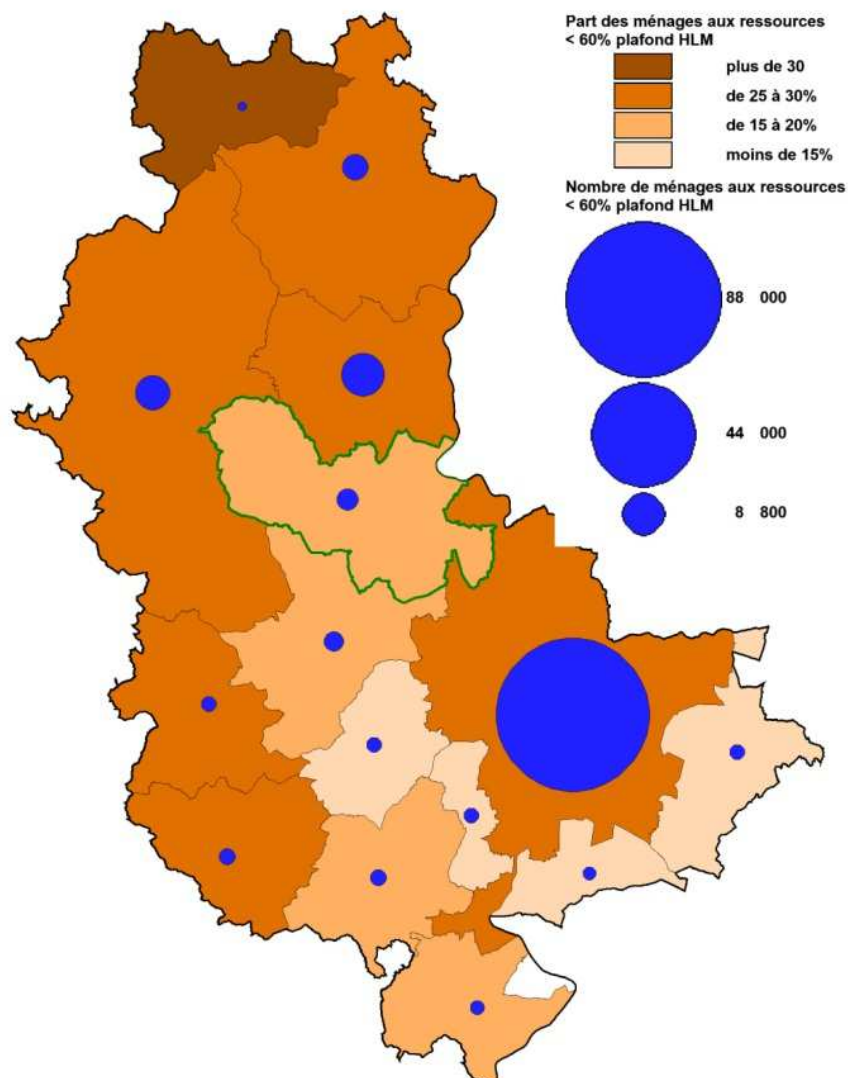 Part des ménages aux ressources
< 60% plafond HLM
plus de 30
de 25 à 30%
de 15 à 20%
moins de 15%
Nombre de ménages aux ressources
< 60% plafond HLM
88 000
44 000
8 800